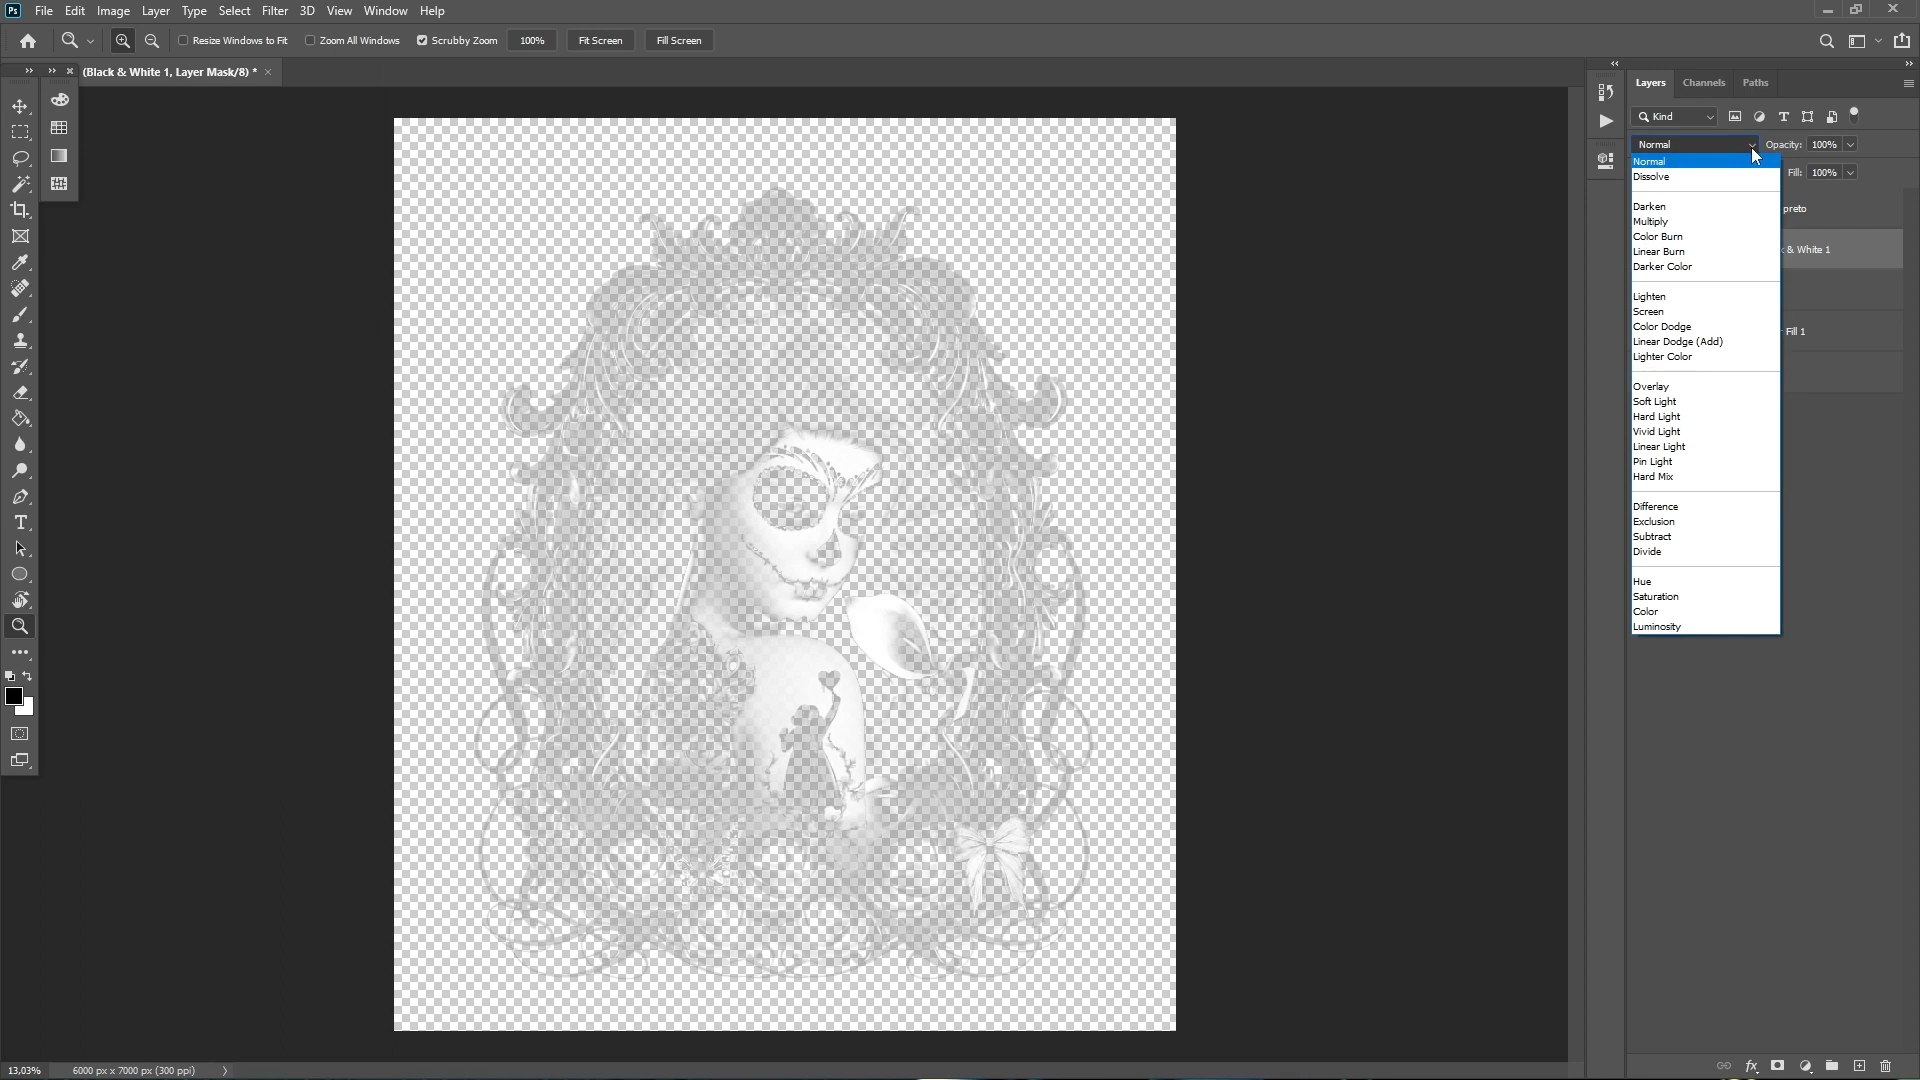 Ps File Edit Image Layer Type Select Filter 3D View Window Help
Resize Windows to Fit Zoom All Windows Scrubby Zoom 100% Fit Screen Fill Screen
(Black & White 1, Layer Mask/8) * ×
Layers Channels Paths
Kind
Normal Opacity: 100%
Normal
Fill: 100%
Dissolve
Darken
preto
Multiply
Color Burn
Linear Burn
& White 1
Darker Color
Lighten
Screen
Color Dodge
Fill 1
Linear Dodge (Add)
Lighter Color
Overlay
Soft Light
Hard Light
Vivid Light
Linear Light
Pin Light
Hard Mix
Difference
Exclusion
Subtract
Divide
Hue
Saturation
Color
Luminosity
fx
13,03% 6000 px x 7000 px (300 ppi)